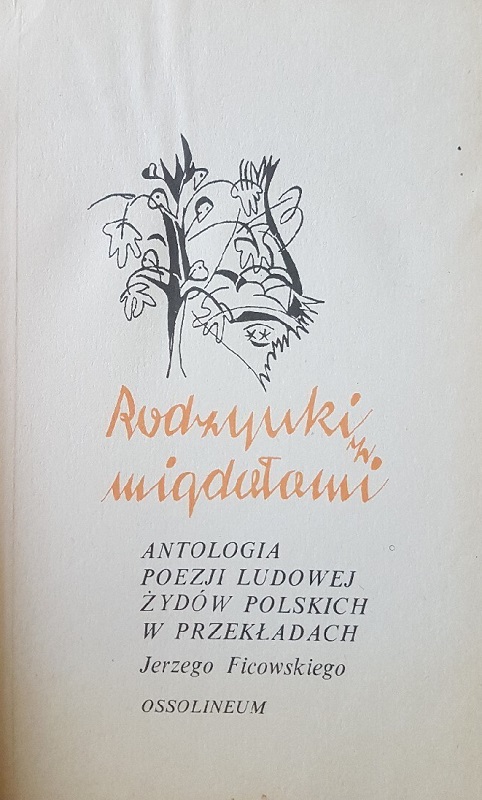 Rodzynki z
migdałami
ANTOLOGIA
POEZJI LUDOWEJ
ŻYDÓW POLSKICH
W PRZEKŁADACH
Jerzego Ficowskiego
OSSOLINEUM